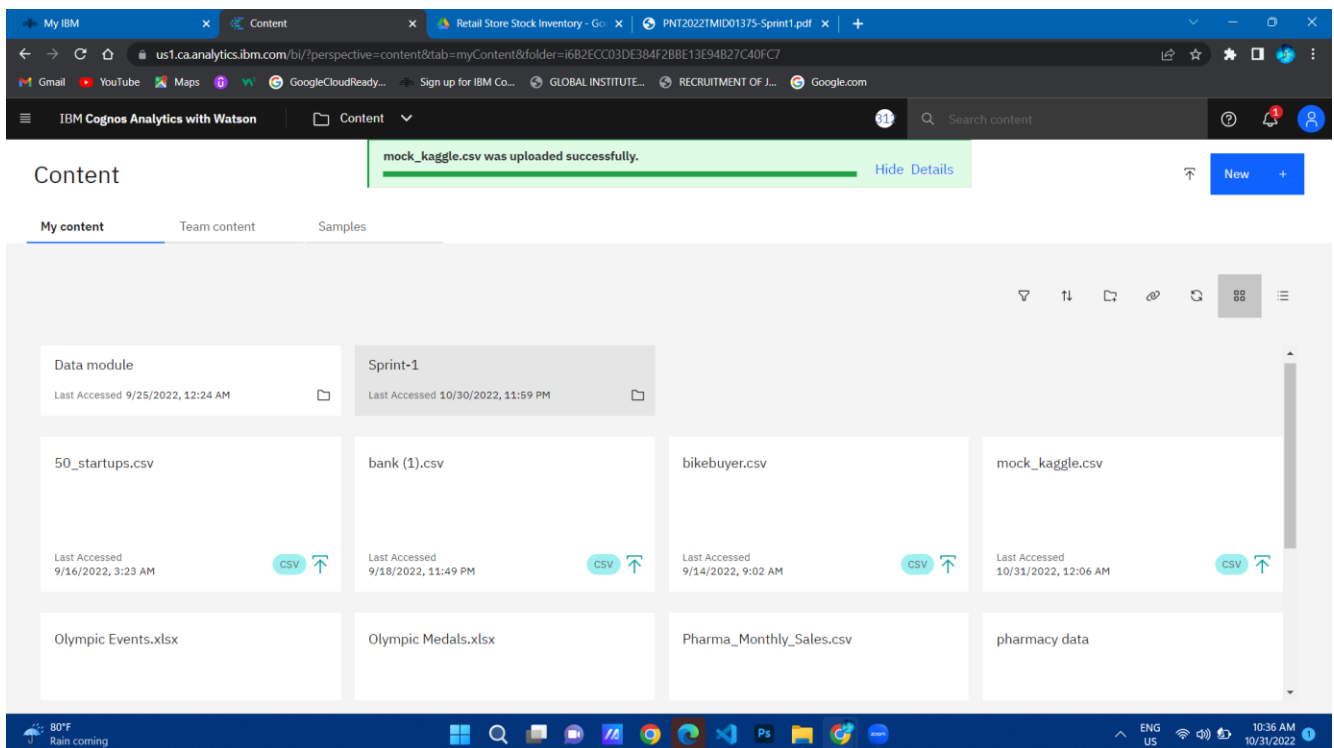 My IBM
Content
Retail Store Stock Inventory - Go
PNT2022TMID01375-Sprint1.pdf
us1.ca.analytics.ibm.com/bi/?perspective=content&tab=myContent&folder=i6B2ECC03DE384F2BBE13E94B27C40FC7
Gmail YouTube Maps GoogleCloudReady... Sign up for IBM Co... GLOBAL INSTITUTE... RECRUITMENT OF J... Google.com
IBM Cognos Analytics with Watson Content Search content 1
mock_kaggle.csv was uploaded successfully.
Hide Details
Content
New +
My content Team content Samples
Data module Sprint-1
Last Accessed 9/25/2022, 12:24 AM Last Accessed 10/30/2022, 11:59 PM
50_startups.csv bank (1).csv bikebuyer.csv mock_kaggle.csv
Last Accessed Last Accessed Last Accessed Last Accessed
9/16/2022, 3:23 AM CSV 9/18/2022, 11:49 PM CSV 9/14/2022, 9:02 AM CSV 10/31/2022, 12:06 AM CSV
Olympic Events.xlsx Olympic Medals.xlsx Pharma_Monthly_Sales.csv pharmacy data
80°F
Rain coming
Ps
zoom
ENG
US
10:36 AM
10/31/2022
1